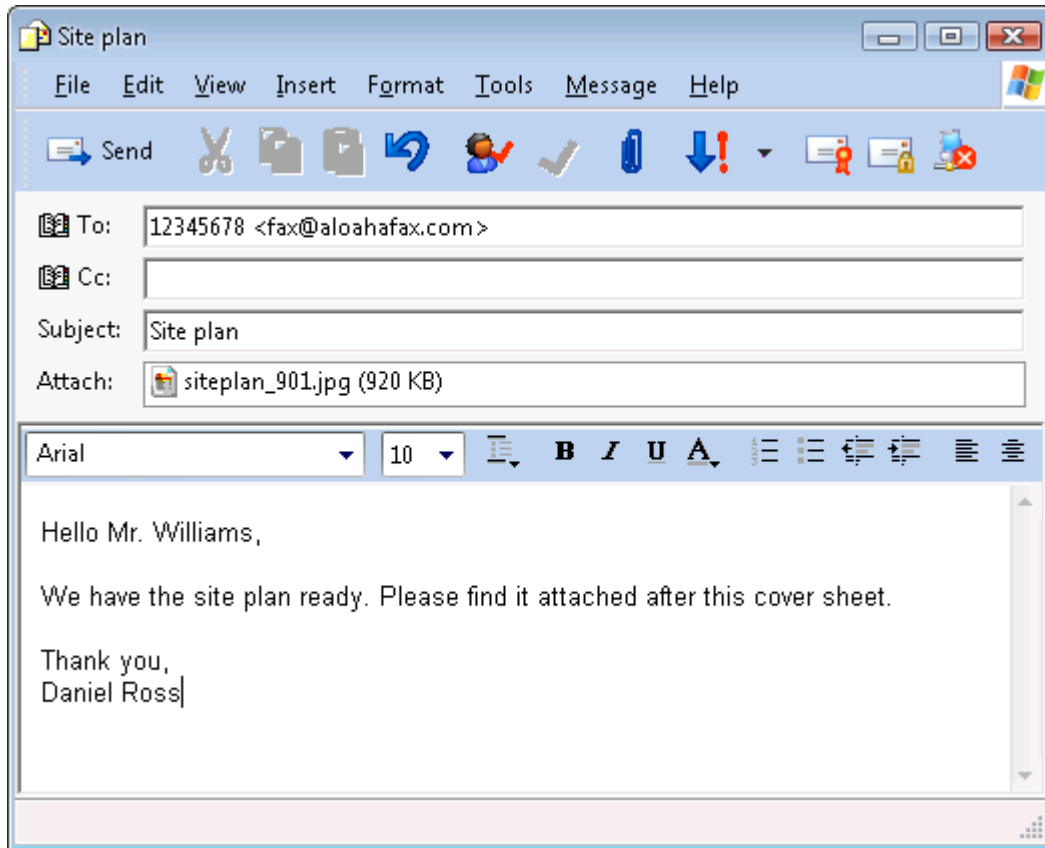 Site plan
File Edit View Insert Format Tools Message Help
Send
To: 12345678 <fax@aloahafax.com>
Cc:
Subject: Site plan
Attach: siteplan_901.jpg (920 KB)
Arial 10 B I U A
Hello Mr. Williams,
We have the site plan ready. Please find it attached after this cover sheet.
Thank you,
Daniel Ross